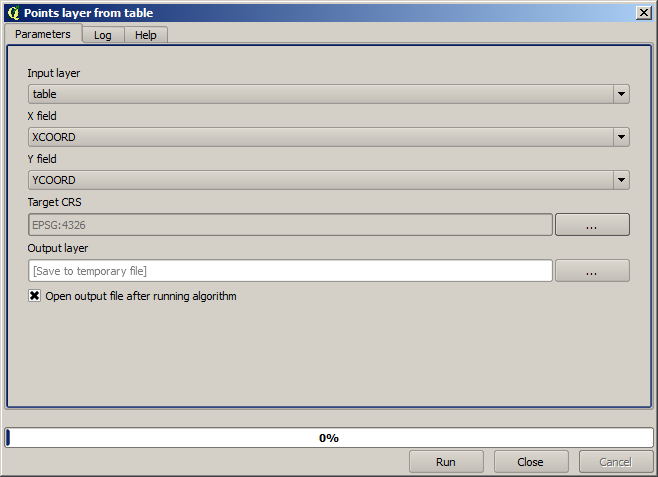 Points layer from table
Parameters Log Help
Input layer
table
X field
XCOORD
Y field
YCOORD
Target CRS
EPSG:4326 ...
Output layer
[Save to temporary file] ...
Open output file after running algorithm
0%
Run Close Cancel